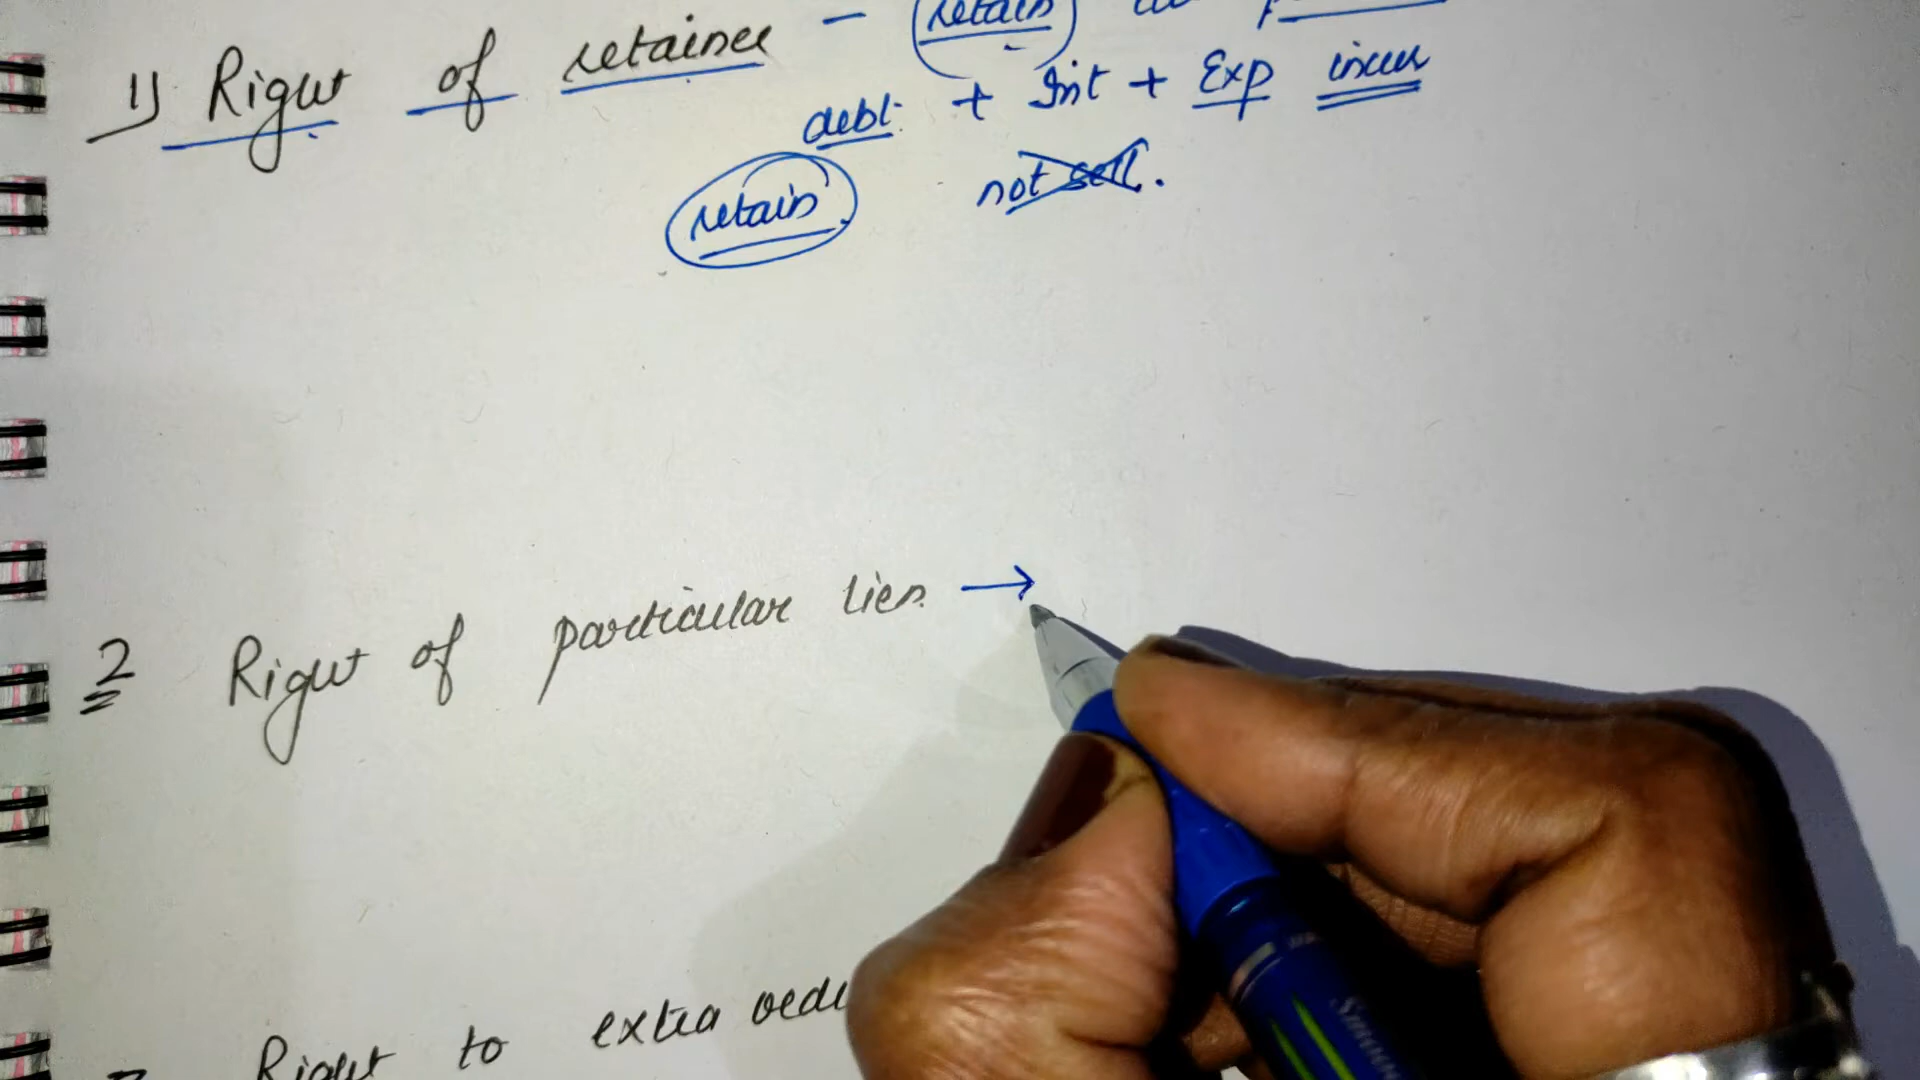 1) Right of retainer - retain
debt + Int + Exp incur
retain not sell.
2 Right of particular lien →
Right to extra